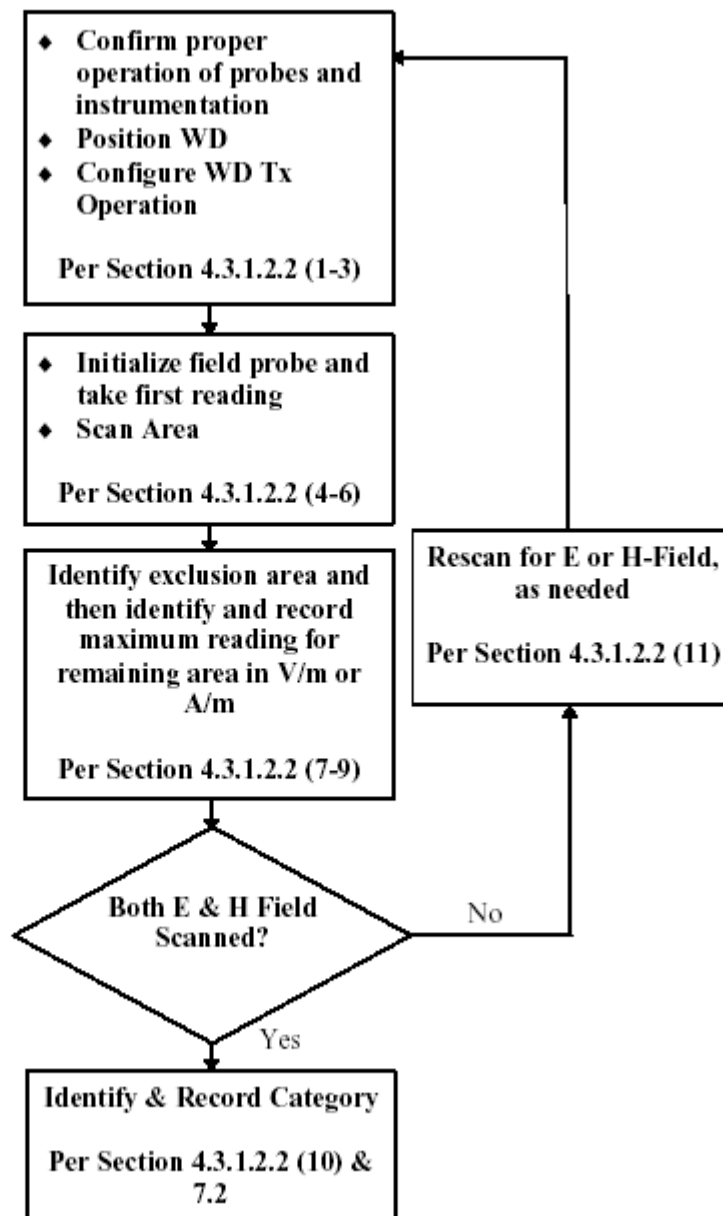 ◆ Confirm proper
operation of probes and
instrumentation
◆ Position WD
◆ Configure WD Tx
Operation
Per Section 4.3.1.2.2 (1-3)
◆ Initialize field probe and
take first reading
◆ Scan Area
Per Section 4.3.1.2.2 (4-6)
Identify exclusion area and
then identify and record
maximum reading for
remaining area in V/m or
A/m
Per Section 4.3.1.2.2 (7-9)
Rescan for E or H-Field,
as needed
Per Section 4.3.1.2.2 (11)
Both E & H Field
Scanned?
No
Yes
Identify & Record Category
Per Section 4.3.1.2.2 (10) &
7.2